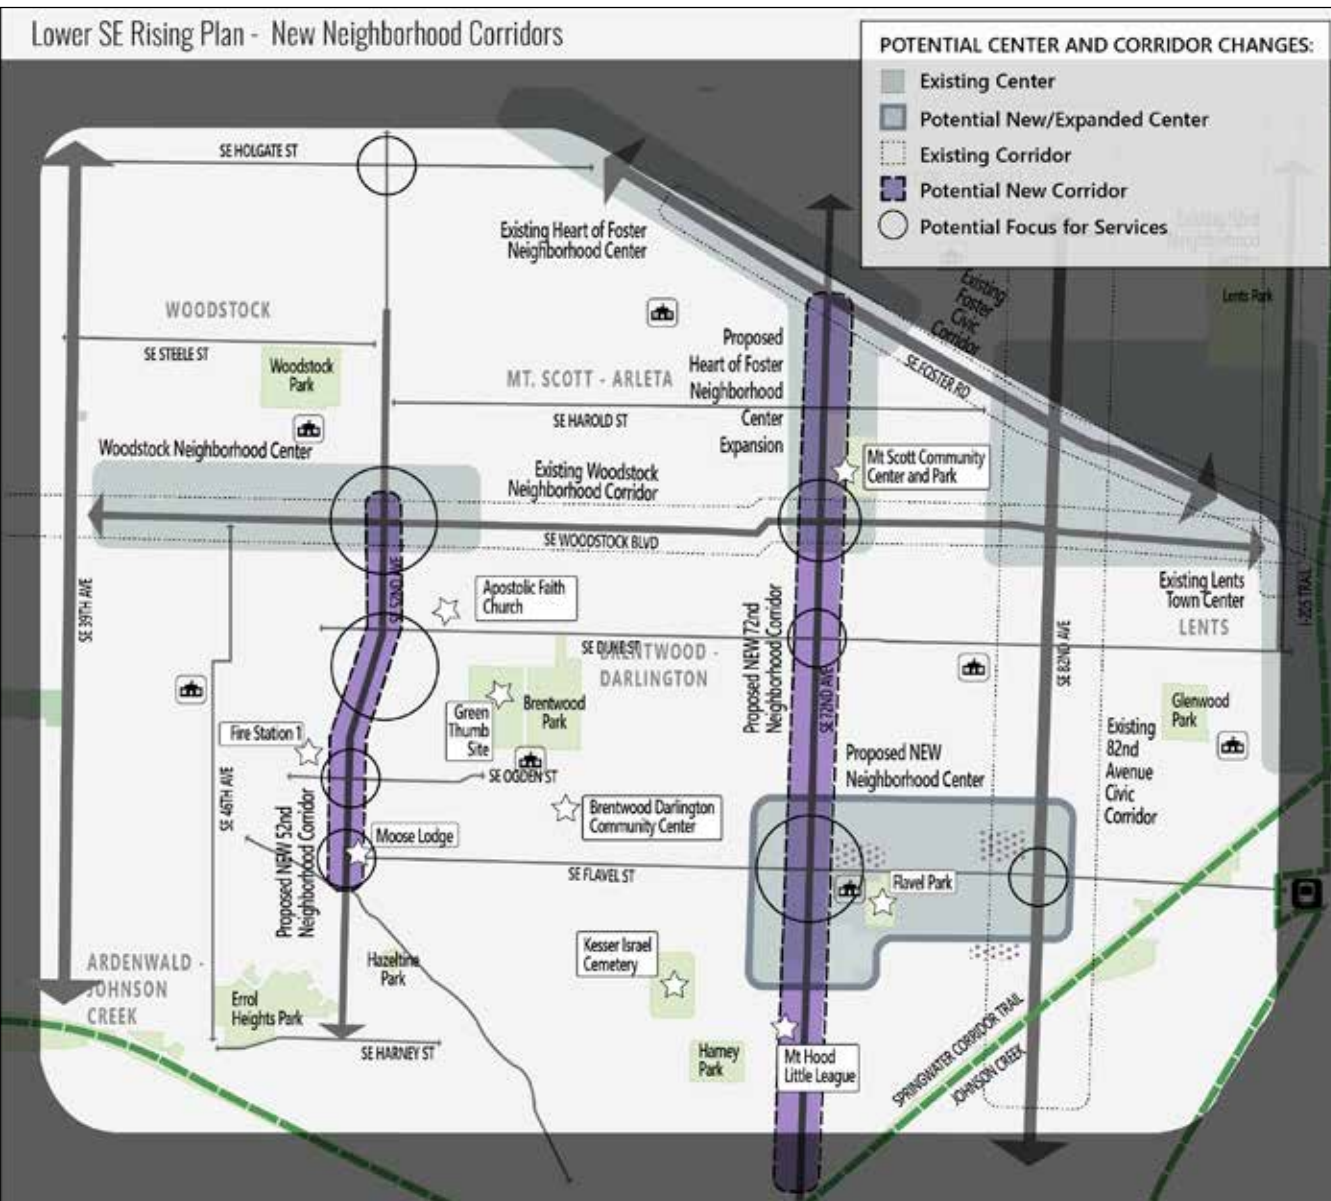 Lower SE Rising Plan - New Neighborhood Corridors
POTENTIAL CENTER AND CORRIDOR CHANGES:
Existing Center
Potential New/Expanded Center
Existing Corridor
Potential New Corridor
Potential Focus for Services
SE HOLGATE ST
Existing Heart of Foster
Neighborhood Center
Lents Park
Existing
Foster
Civic
Corridor
WOODSTOCK
SE STEELE ST
Woodstock
Park
Proposed
Heart of Foster
Neighborhood
Center
Expansion
SE FOSTER RD
MT. SCOTT - ARLETA
SE HAROLD ST
Woodstock Neighborhood Center
Existing Woodstock
Neighborhood Corridor
Mt Scott Community
Center and Park
SE WOODSTOCK BLVD
SE 39TH AVE
SE 52ND AVE
Apostolic Faith
Church
Existing Lents
Town Center
LENTS
I-205 TRAIL
SE DUKE ST
BRENTWOOD -
DARLINGTON
SE 82ND AVE
Proposed NEW 72nd
Neighborhood Corridor
SE 72ND AVE
Green
Thumb
Site
Brentwood
Park
Glenwood
Park
Fire Station 1
Existing
82nd
Avenue
Civic
Corridor
Proposed NEW
Neighborhood Center
SE OGDEN ST
SE 46TH AVE
Proposed NEW 52nd
Neighborhood Corridor
Brentwood Darlington
Community Center
Moose Lodge
SE FLAVEL ST
Flavel Park
Kesser Israel
Cemetery
Hazeltine
Park
ARDENWALD -
JOHNSON
CREEK
Errol
Heights Park
SE HARNEY ST
Harney
Park
Mt Hood
Little League
SPRINGWATER CORRIDOR TRAIL
JOHNSON CREEK